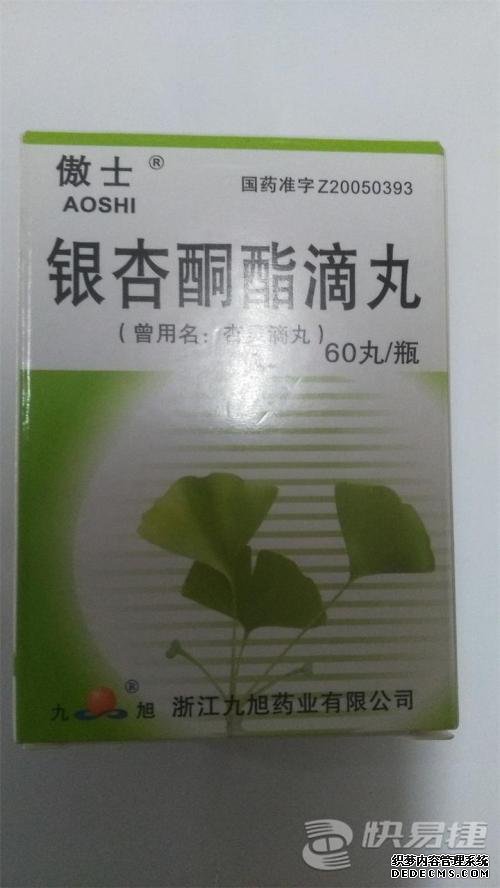 傲士®
国药准字Z20050393
AOSHI
银杏酮酯滴丸
（曾用名：杏灵滴丸）
60丸/瓶
九旭®
浙江九旭药业有限公司
快易捷
织梦内容管理系统
DEDECMS.COM